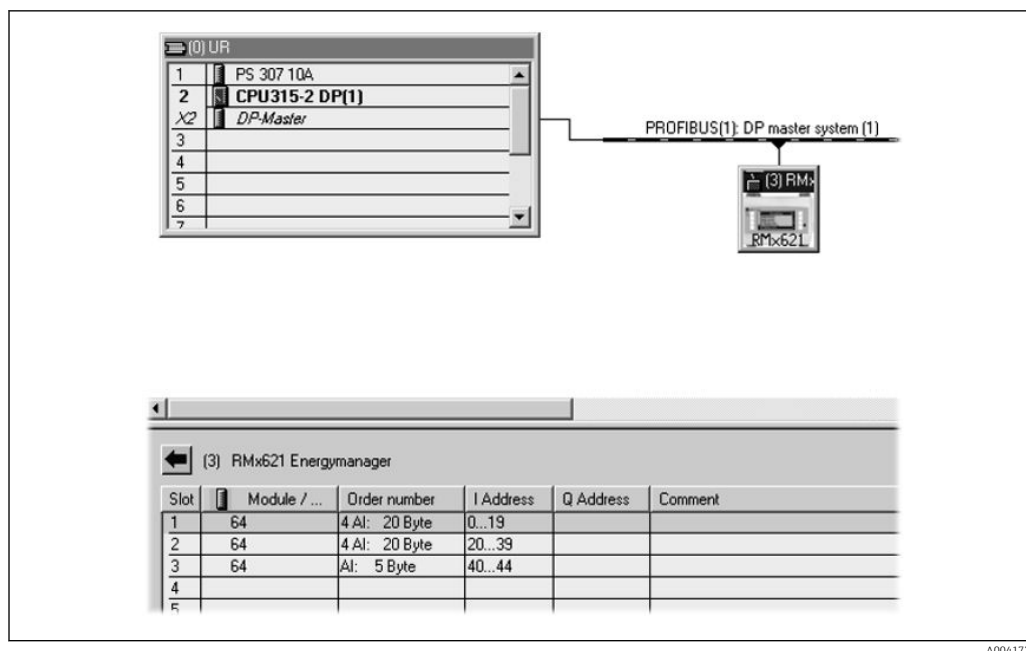 (0) UR
1 PS 307 10A
2 CPU315-2 DP(1)
X2 DP-Master
3
4
5
6
7
PROFIBUS(1): DP master system (1)
(3) RMx
RMx621
(3) RMx621 Energymanager
Slot Module / ... Order number I Address Q Address Comment
1 64 4 AI: 20 Byte 0...19
2 64 4 AI: 20 Byte 20...39
3 64 AI: 5 Byte 40...44
4
5